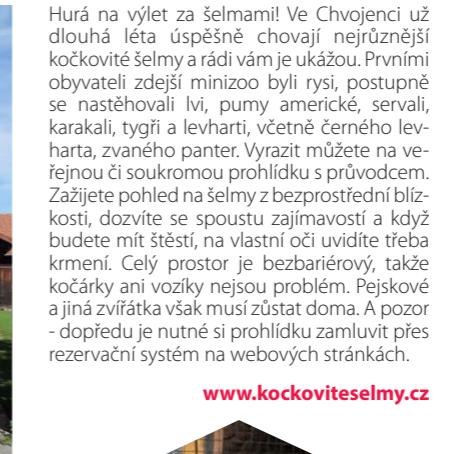 Hurá na výlet za šelmami! Ve Chvojenci už
dlouhá léta úspěšně chovají nejrůznější
kočkovité šelmy a rádi vám je ukážou. Prvními
obyvateli zdejší minizoo byli rysi, postupně
se nastěhovali lvi, pumy americké, servali,
karakali, tygři a levharti, včetně černého lev-
harta, zvaného panter. Vyrazit můžete na ve-
řejnou či soukromou prohlídku s průvodcem.
Zažijete pohled na šelmy z bezprostřední blíz-
kosti, dozvíte se spoustu zajímavostí a když
budete mít štěstí, na vlastní oči uvidíte třeba
krmení. Celý prostor je bezbariérový, takže
kočárky ani vozíky nejsou problém. Pejskové
a jiná zvířátka však musí zůstat doma. A pozor
- dopředu je nutné si prohlídku zamluvit přes
rezervační systém na webových stránkách.
www.kockoviteselmy.cz